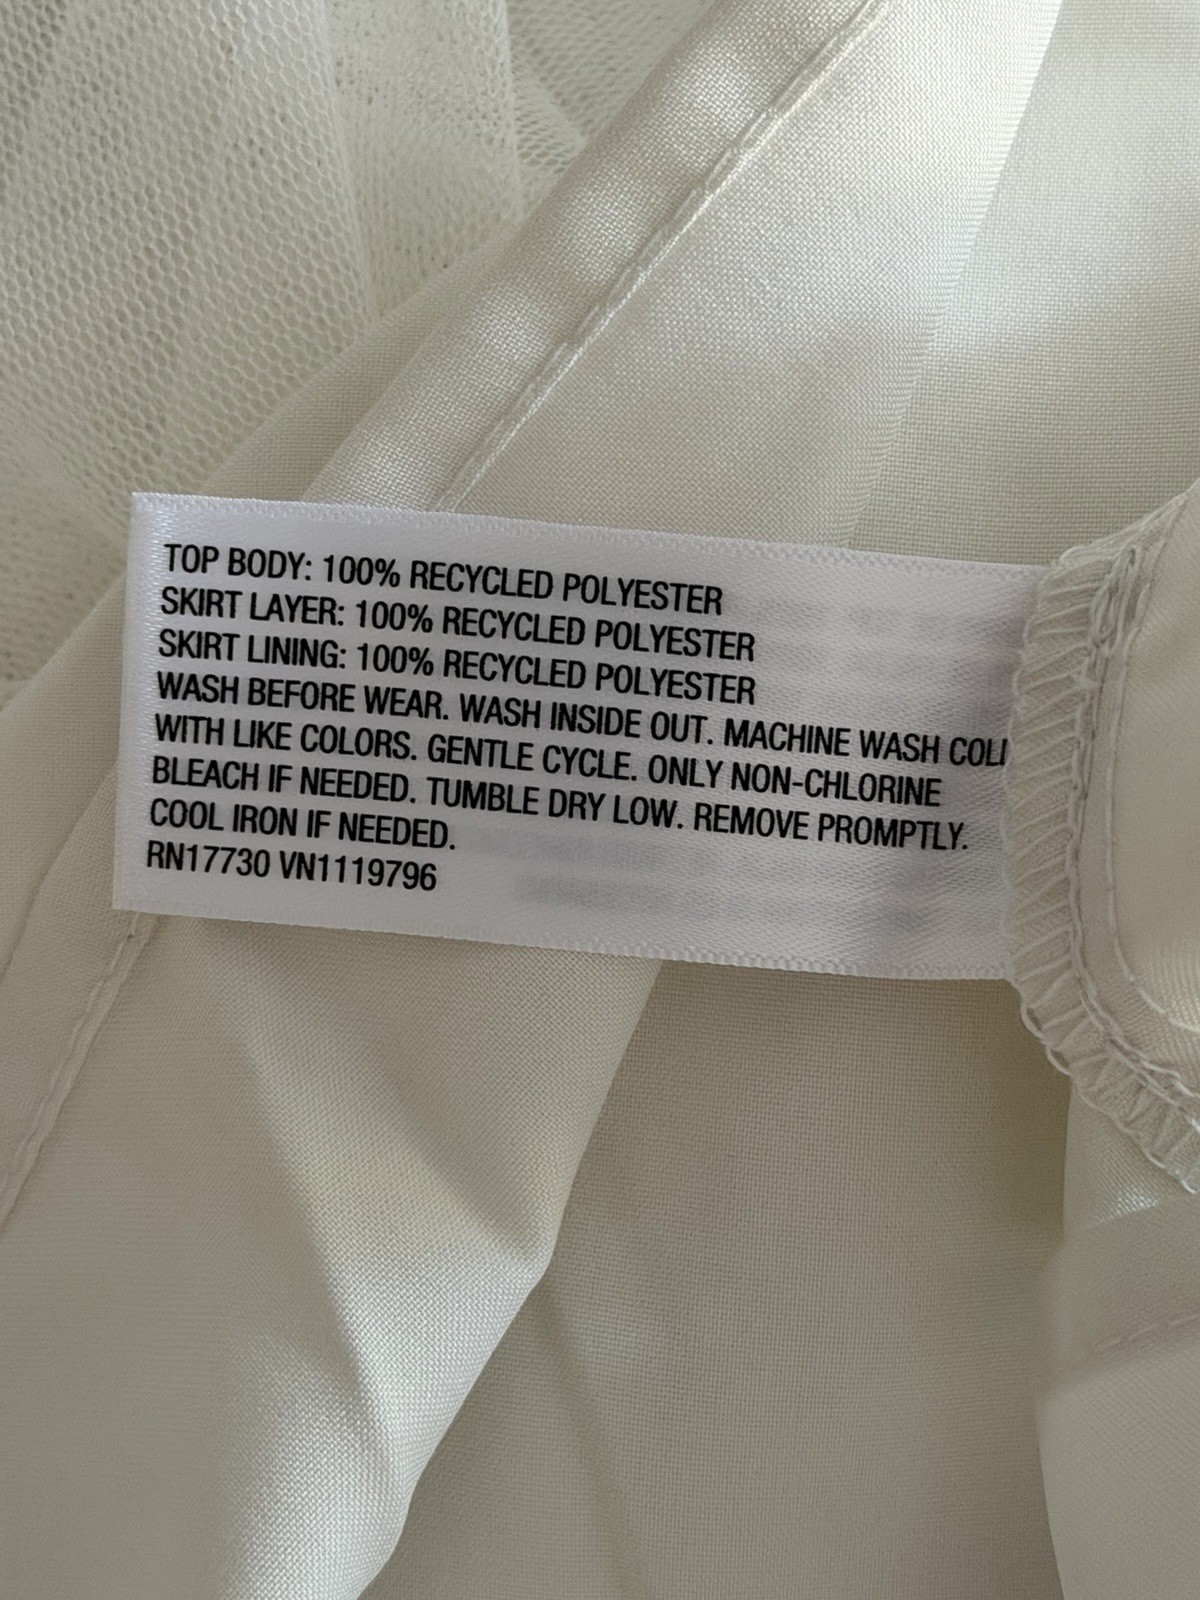 TOP BODY: 100% RECYCLED POLYESTER
SKIRT LAYER: 100% RECYCLED POLYESTER
SKIRT LINING: 100% RECYCLED POLYESTER
WASH BEFORE WEAR. WASH INSIDE OUT. MACHINE WASH
WITH LIKE COLORS. GENTLE CYCLE. ONLY NON-CHLORINE
BLEACH IF NEEDED. TUMBLE DRY LOW. REMOVE PROMPTLY.
COOL IRON IF NEEDED.
RN17730 VN1119796